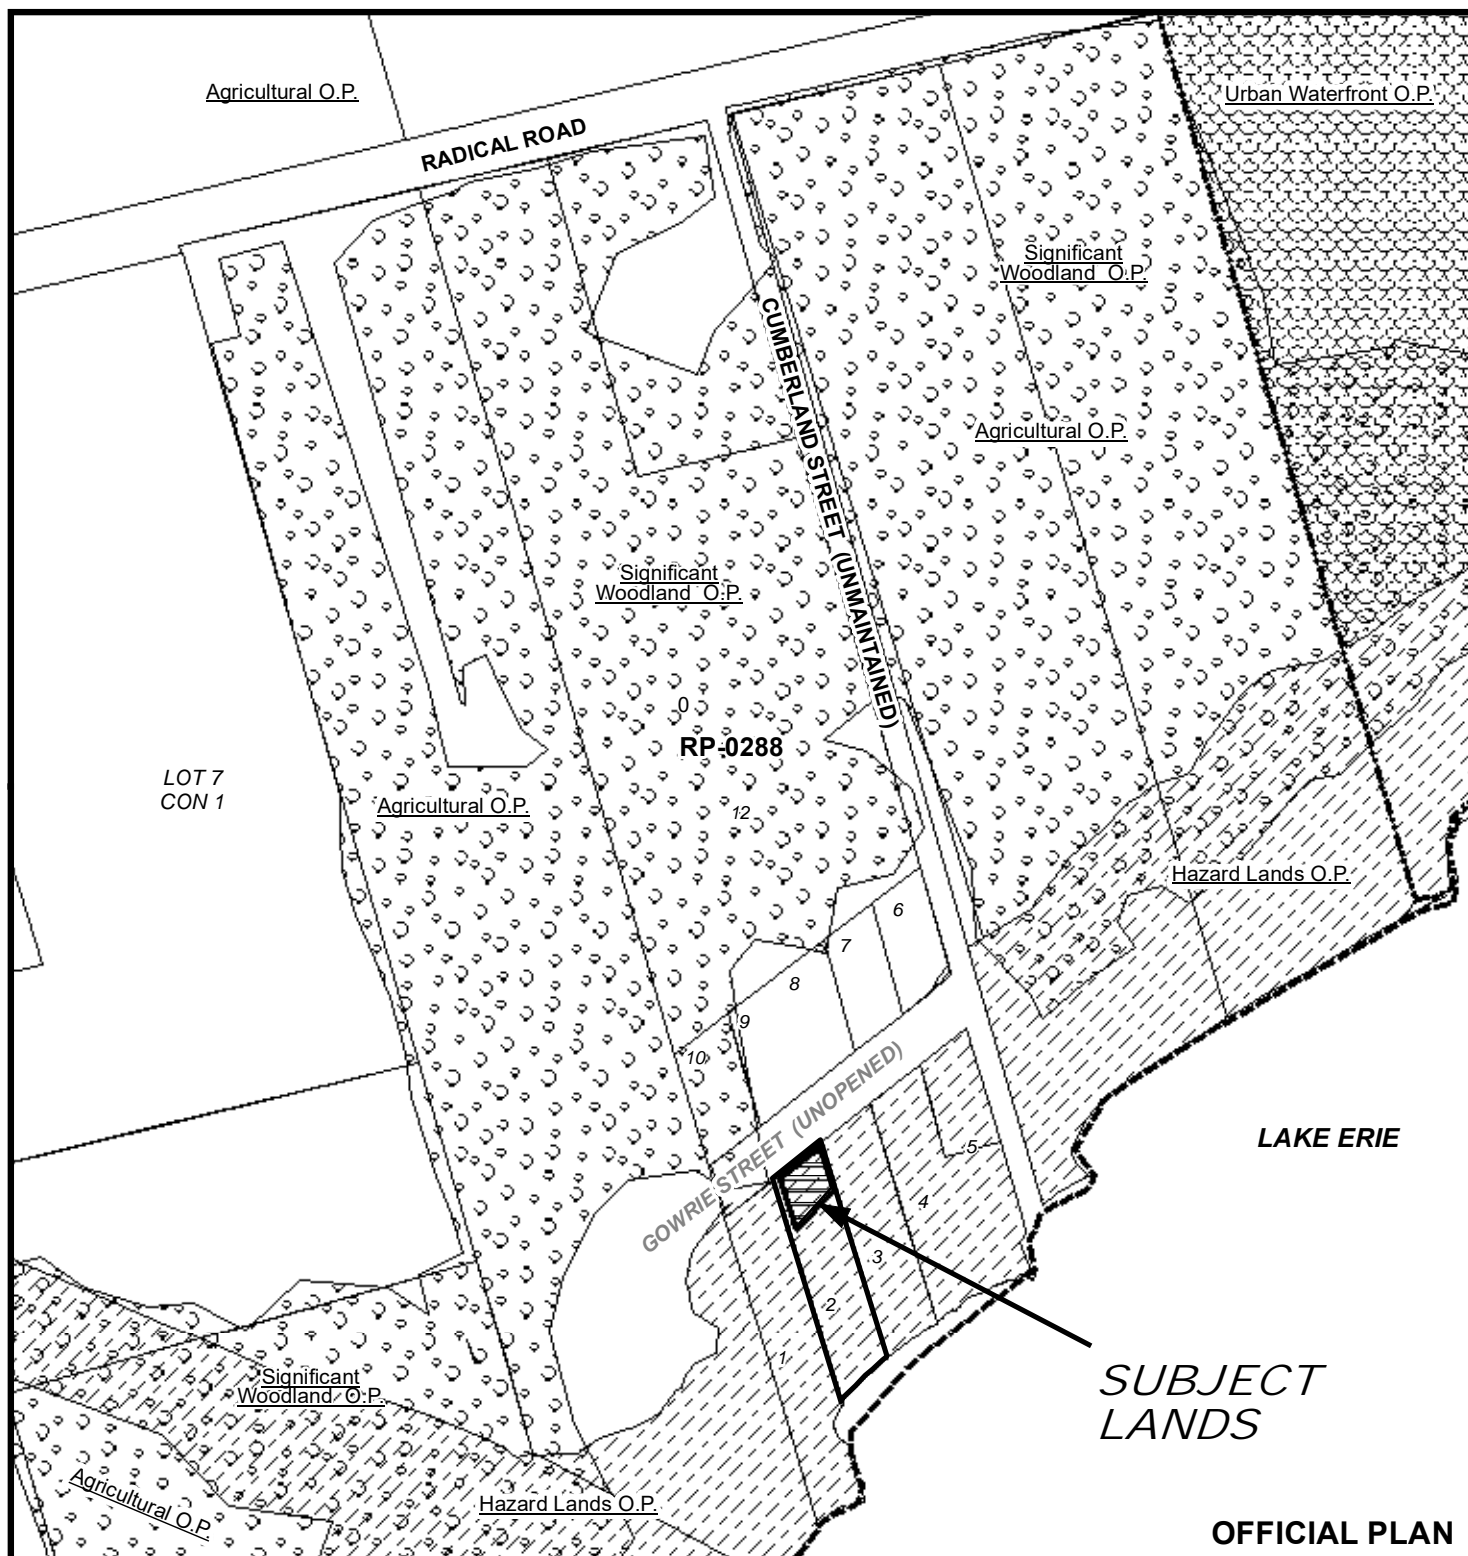 Agricultural O.P.
Urban Waterfront O.P.
RADICAL ROAD
Significant
Woodland O.P.
CUMBERLAND STREET (UNMAINTAINED)
Agricultural O.P.
Significant
Woodland O.P.
0
RP-0288
LOT 7
CON 1
Agricultural O.P.
12
Hazard Lands O.P.
6
7
8
9
10
GOWRIE STREET (UNOPENED)
LAKE ERIE
5
4
3
2
1
SUBJECT
LANDS
Significant
Woodland O.P.
Agricultural O.P.
Hazard Lands O.P.
OFFICIAL PLAN